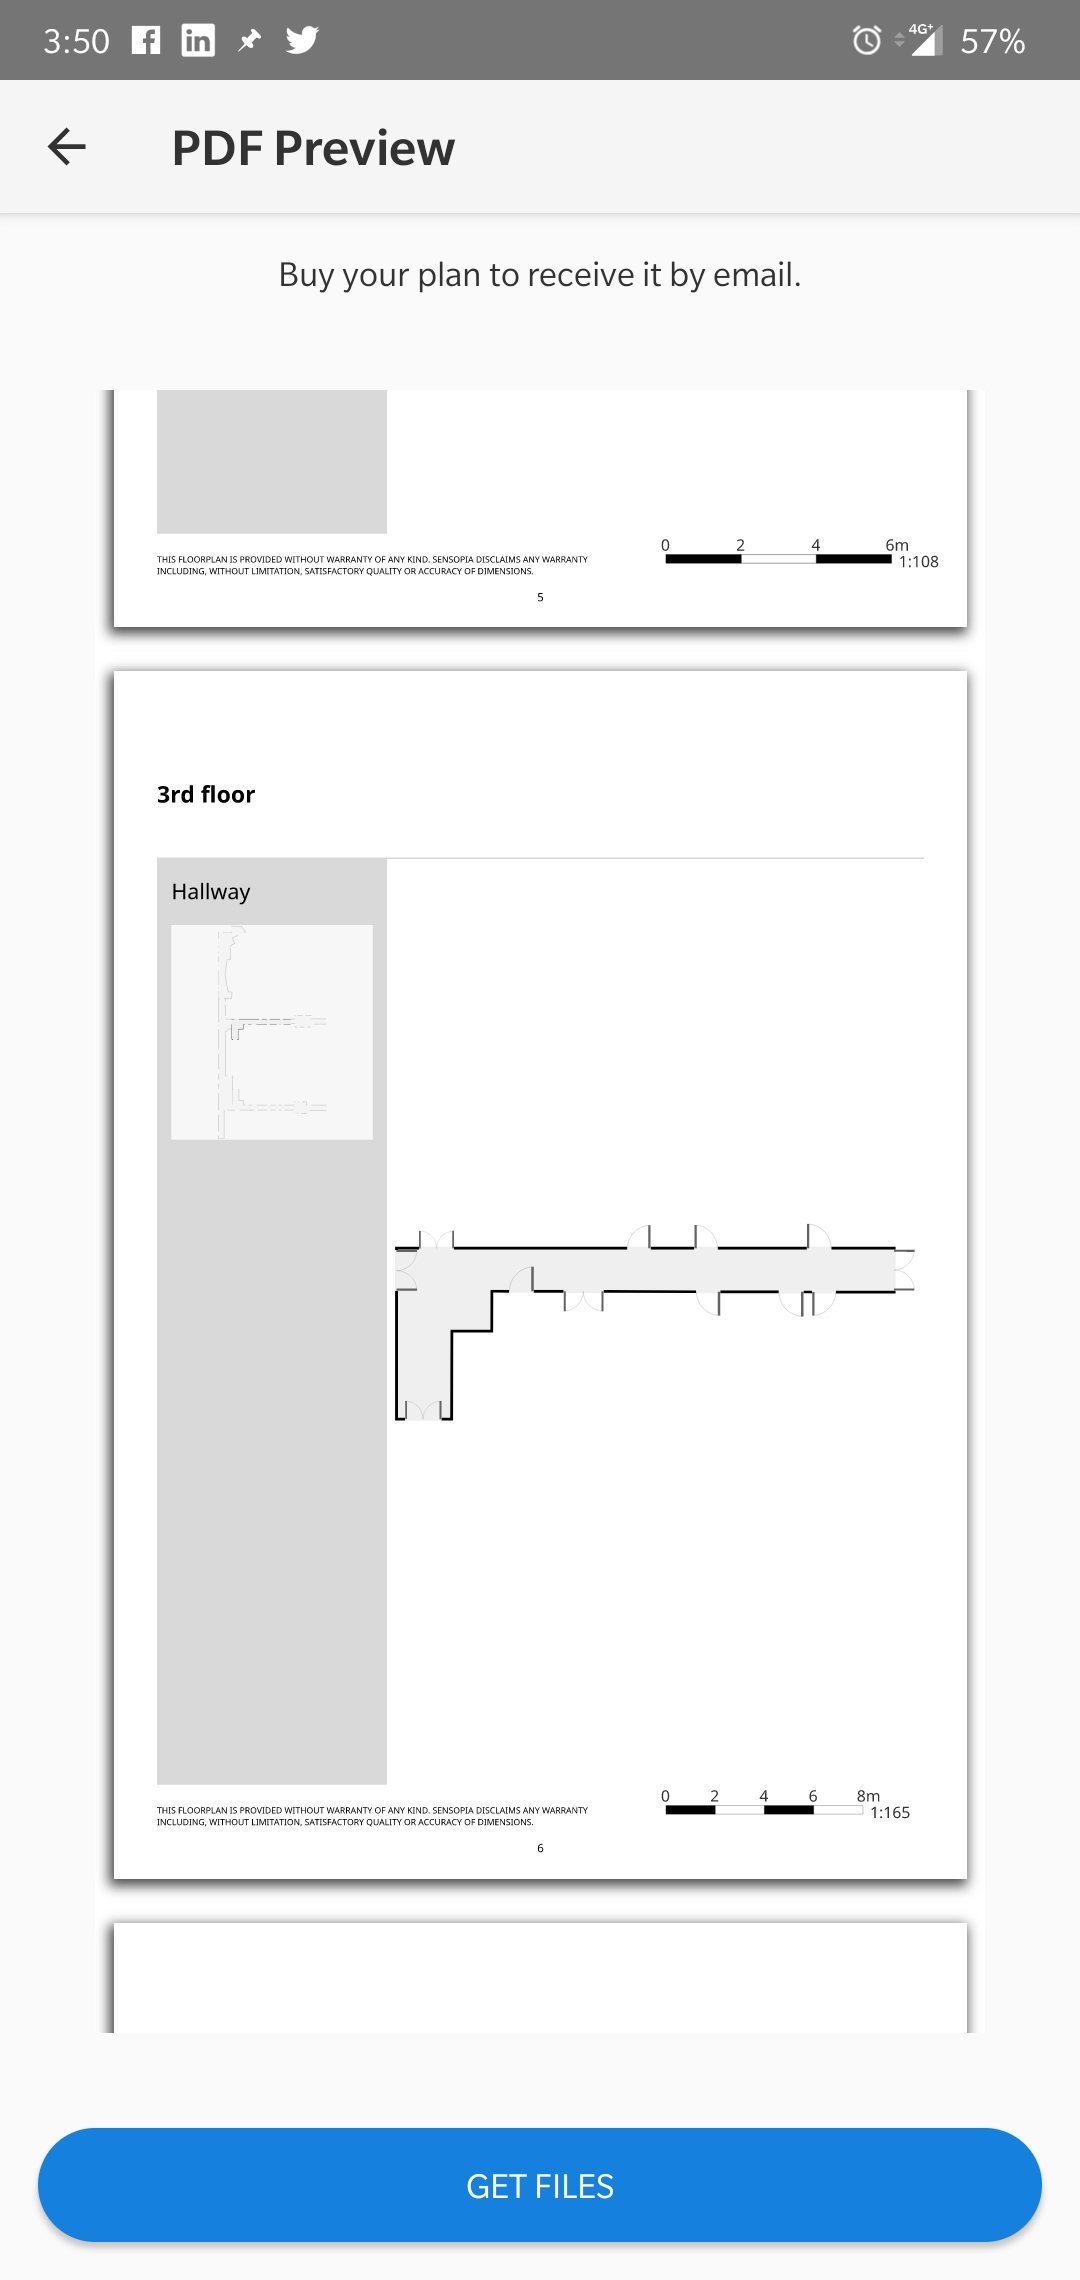 3:50
4G+
57%
PDF Preview
Buy your plan to receive it by email.
0 2 4 6m
1:108
THIS FLOORPLAN IS PROVIDED WITHOUT WARRANTY OF ANY KIND. SENSOPIA DISCLAIMS ANY WARRANTY
INCLUDING, WITHOUT LIMITATION, SATISFACTORY QUALITY OR ACCURACY OF DIMENSIONS.
5
3rd floor
Hallway
0 2 4 6 8m
1:165
THIS FLOORPLAN IS PROVIDED WITHOUT WARRANTY OF ANY KIND. SENSOPIA DISCLAIMS ANY WARRANTY
INCLUDING, WITHOUT LIMITATION, SATISFACTORY QUALITY OR ACCURACY OF DIMENSIONS.
6
GET FILES